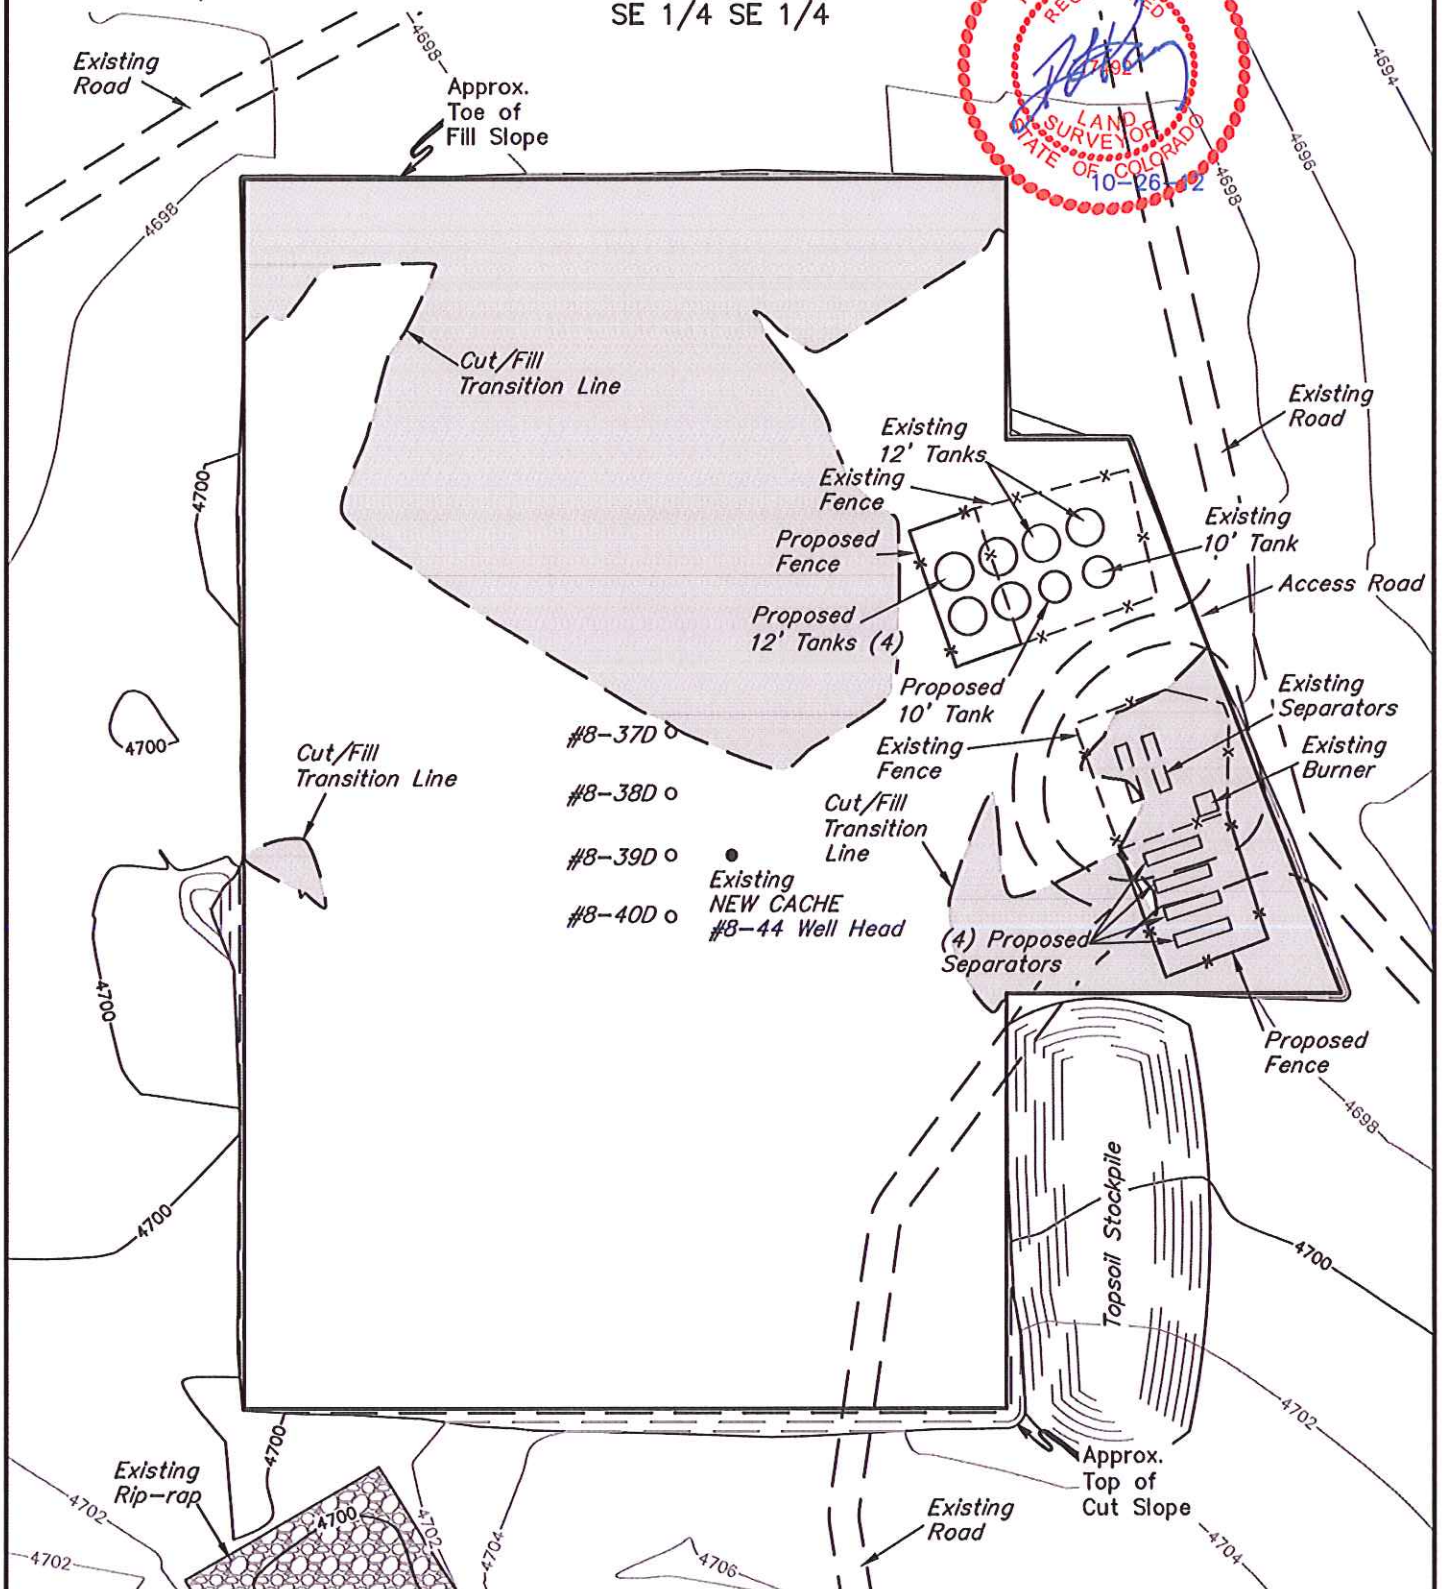 SE 1/4 SE 1/4
LAND
SURVEYOR
STATE OF COLORADO
10-26-12
Existing
Road
4698
Approx.
Toe of
Fill Slope
4694
4696
4698
4698
Cut/Fill
Transition Line
Existing
Road
Existing
12' Tanks
Existing
Fence
4700
Proposed
Fence
Existing
10' Tank
Access Road
Proposed
12' Tanks (4)
Proposed
10' Tank
Existing
Separators
4700
#8-37D
Existing
Fence
Existing
Burner
Cut/Fill
Transition Line
#8-38D
Cut/Fill
Transition
Line
#8-39D
Existing
NEW CACHE
#8-44 Well Head
#8-40D
(4) Proposed
Separators
4700
Proposed
Fence
4698
Topsoil Stockpile
4700
4700
4702
4700
Approx.
Top of
Cut Slope
Existing
Rip-rap
4702
4700
4702
Existing
Road
4702
4704
4706
4704